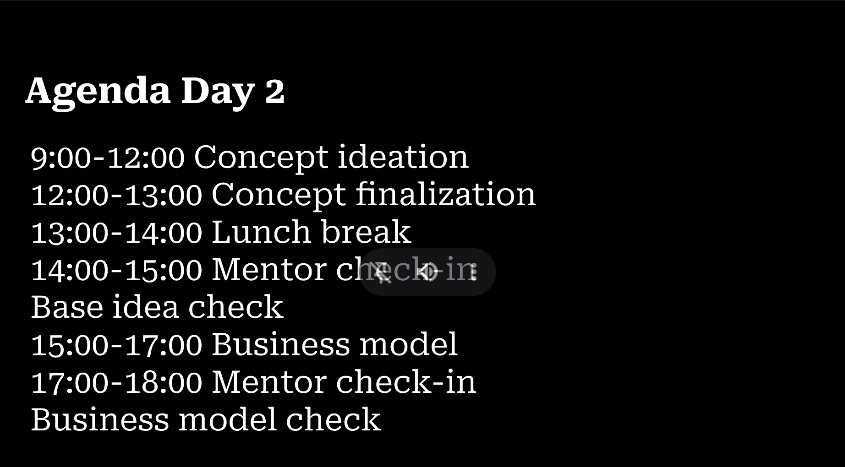 Agenda Day 2
9:00-12:00 Concept ideation
12:00-13:00 Concept finalization
13:00-14:00 Lunch break
14:00-15:00 Mentor check-in
Base idea check
15:00-17:00 Business model
17:00-18:00 Mentor check-in
Business model check